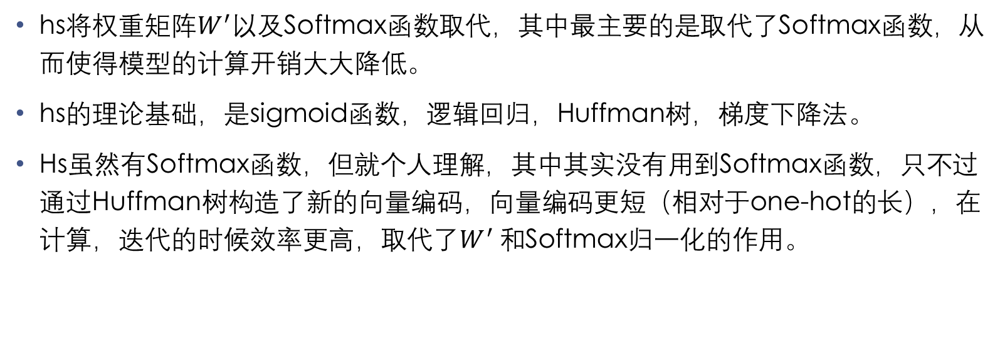 • hs将权重矩阵W′以及Softmax函数取代，其中最主要的是取代了Softmax函数，从
而使得模型的计算开销大大降低。
• hs的理论基础，是sigmoid函数，逻辑回归，Huffman树，梯度下降法。
• Hs虽然有Softmax函数，但就个人理解，其中其实没有用到Softmax函数，只不过
通过Huffman树构造了新的向量编码，向量编码更短（相对于one-hot的长），在
计算，迭代的时候效率更高，取代了W′ 和Softmax归一化的作用。